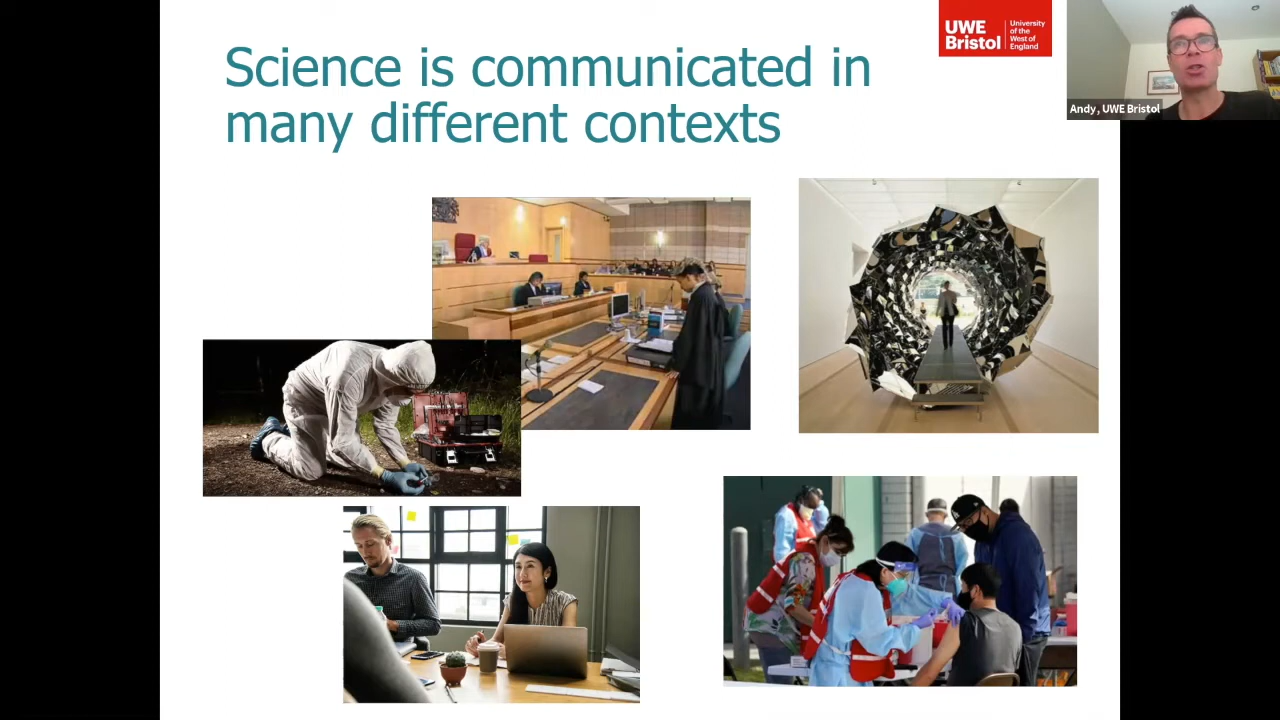 Science is communicated in
many different contexts
UWE
Bristol
University
of the
West of
England
Andy, UWE Bristol